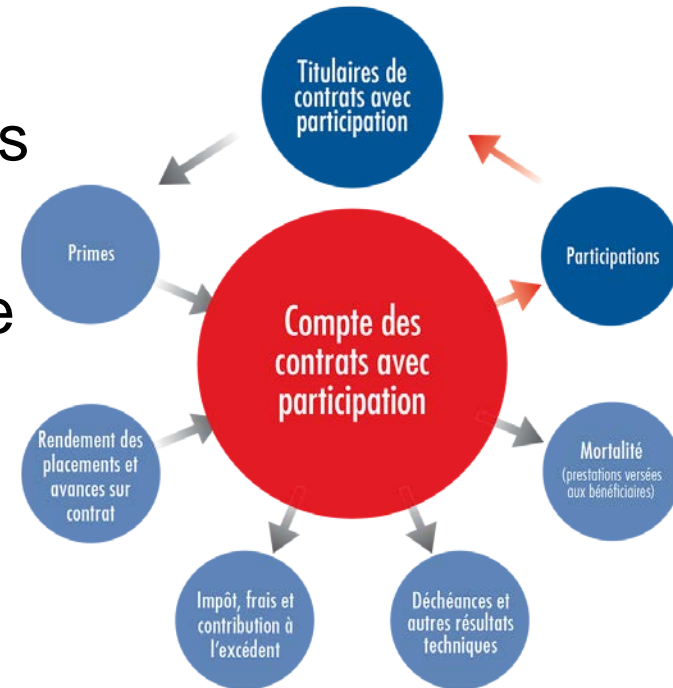 Titulaires de
contrats avec
participation
s
Primes
Participations
e
Compte des
contrats avec
participation
Rendement des
placements et
avances sur
contrat
Mortalité
(prestations versées
aux bénéficiaires)
Impôt, frais et
contribution à
l'excédent
Déchéances et
autres résultats
techniques